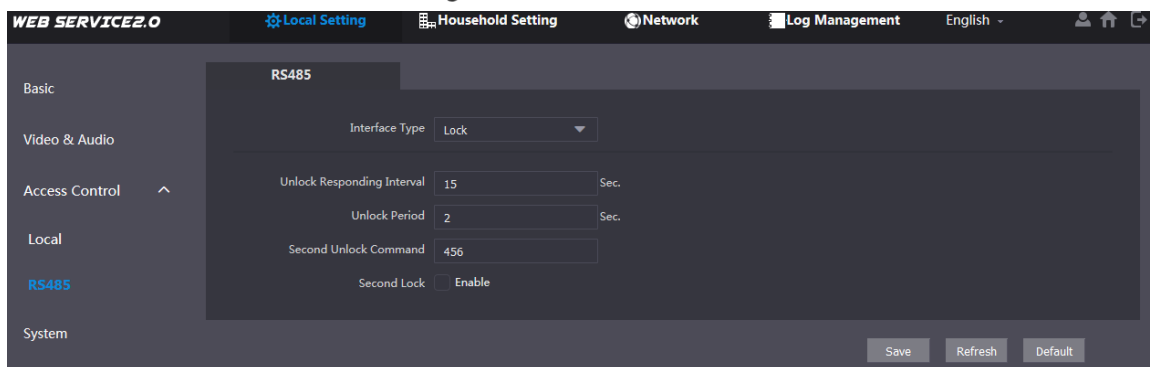 WEB SERVICE2.0 Local Setting Household Setting Network Log Management English
Basic
Video & Audio
Access Control
Local
RS485
System
RS485
Interface Type Lock
Unlock Responding Interval 15 Sec.
Unlock Period 2 Sec.
Second Unlock Command 456
Second Lock Enable
Save Refresh Default